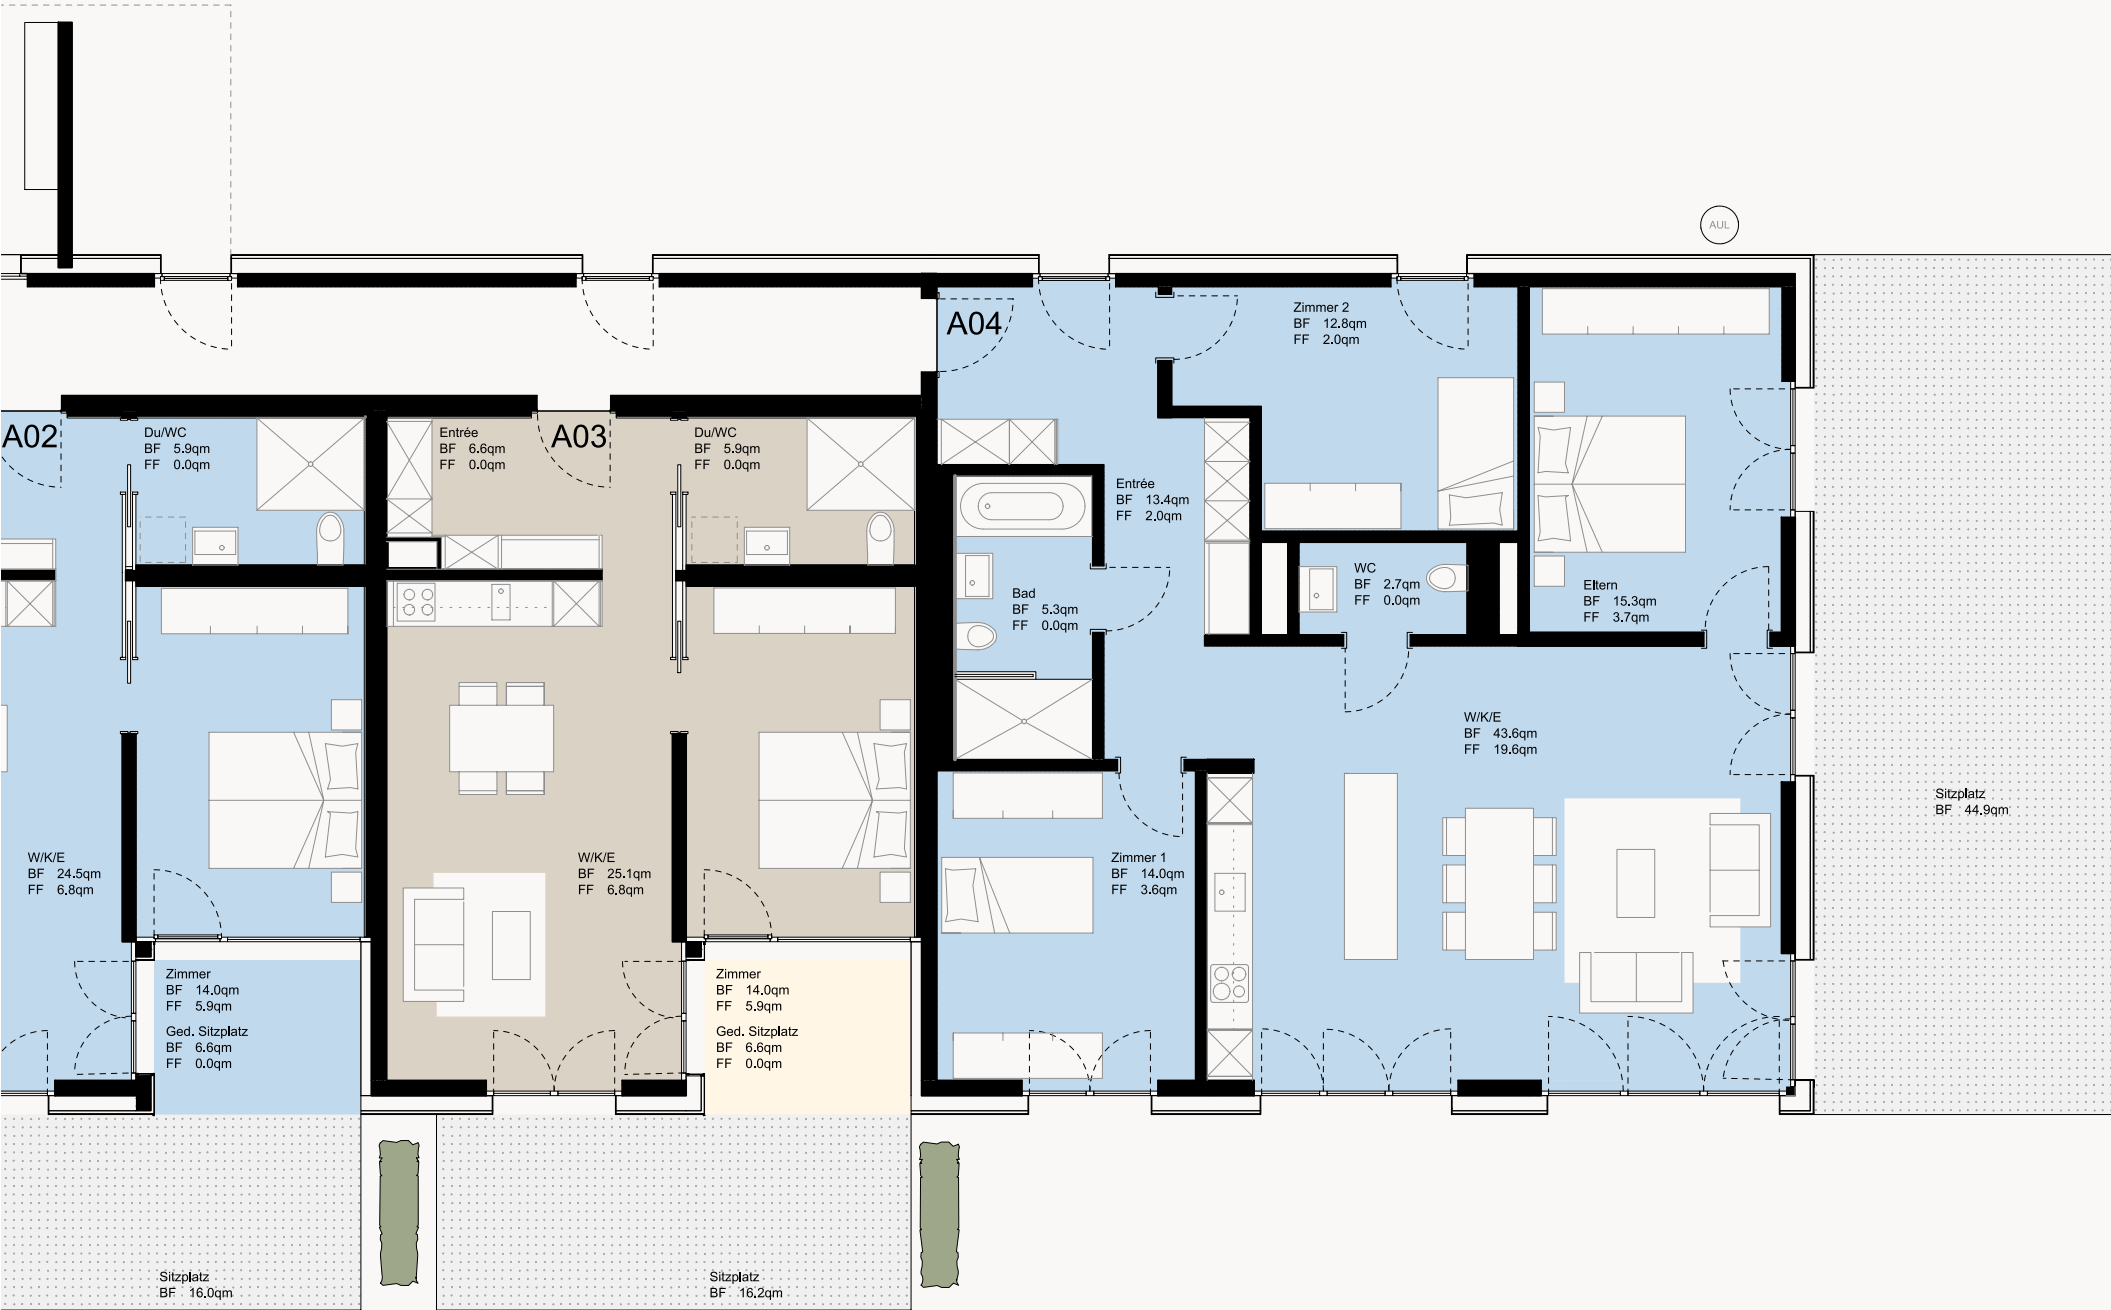 AUL
A04
Zimmer 2
BF 12.8qm
FF 2.0qm
A02
Du/WC
BF 5.9qm
FF 0.0qm
Entrée
BF 6.6qm
FF 0.0qm
A03
Du/WC
BF 5.9qm
FF 0.0qm
Entrée
BF 13.4qm
FF 2.0qm
Bad
BF 5.3qm
FF 0.0qm
WC
BF 2.7qm
FF 0.0qm
Eltern
BF 15.3qm
FF 3.7qm
W/K/E
BF 43.6qm
FF 19.6qm
Sitzplatz
BF 44.9qm
W/K/E
BF 24.5qm
FF 6.8qm
W/K/E
BF 25.1qm
FF 6.8qm
Zimmer 1
BF 14.0qm
FF 3.6qm
Zimmer
BF 14.0qm
FF 5.9qm
Ged. Sitzplatz
BF 6.6qm
FF 0.0qm
Zimmer
BF 14.0qm
FF 5.9qm
Ged. Sitzplatz
BF 6.6qm
FF 0.0qm
Sitzplatz
BF 16.0qm
Sitzplatz
BF 16.2qm